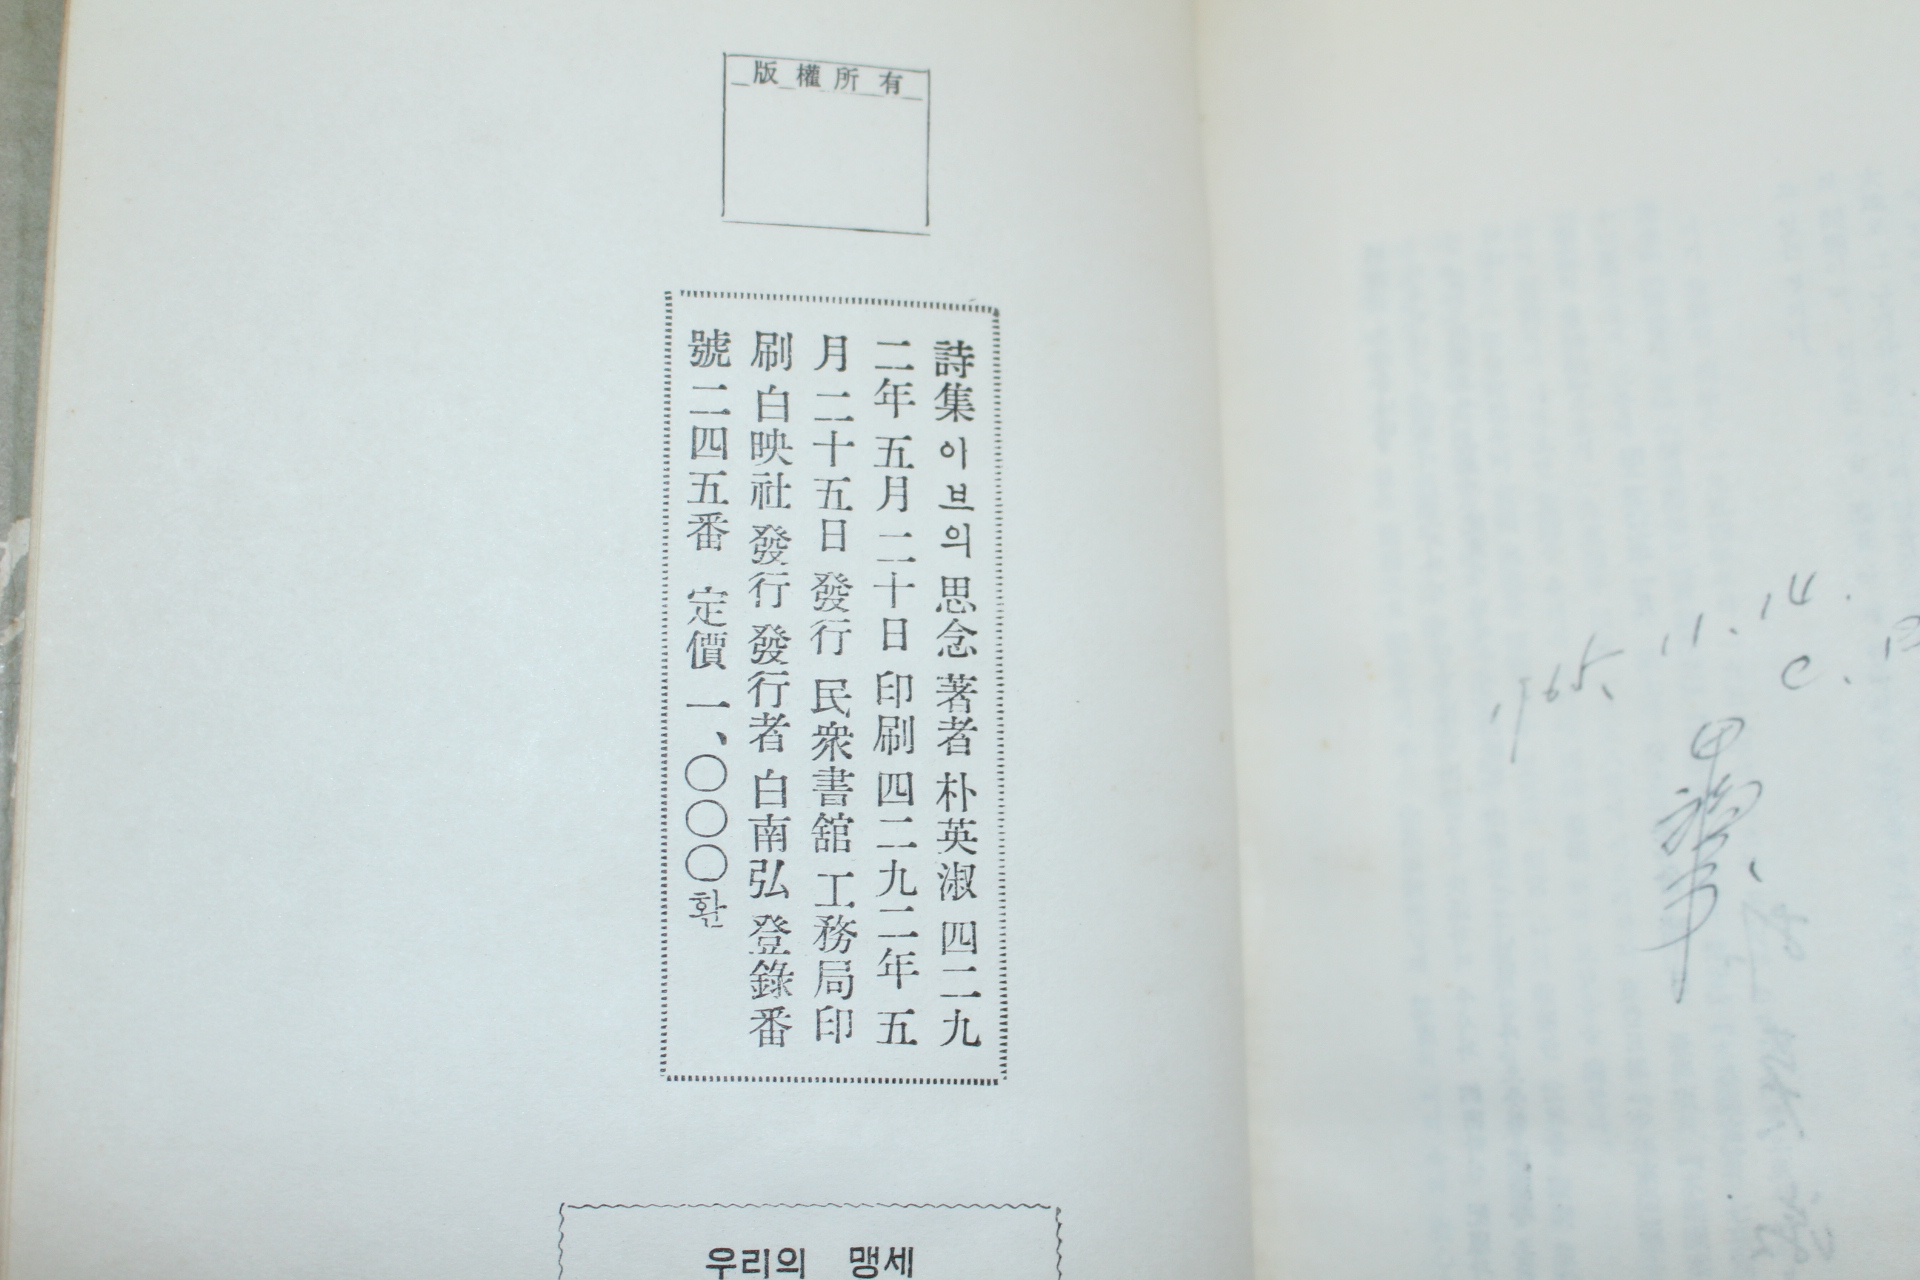 版權所有
詩集 아브의 思念 著者 朴英淑 四二九
二年 五月 二十日 印刷 四二九二年 五
月 二十五日 發行 民衆書舘 工務局 印
刷 白映社 發行 發行者 白南弘 登錄番
號 二四五番 定價 一、〇〇〇환
우리의 맹세
1965. 11. 14.